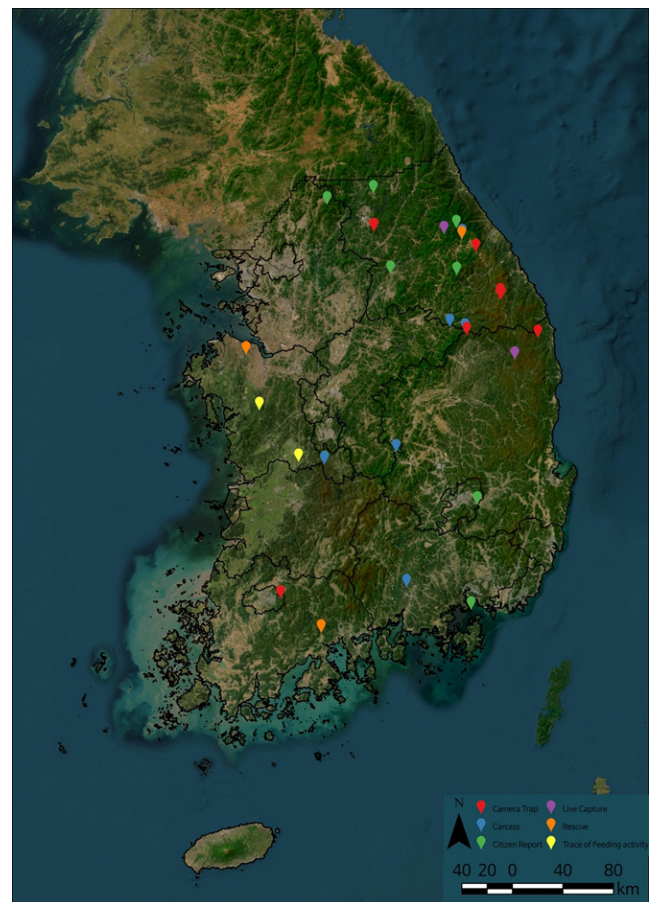 N
Camera Trap
Live Capture
Carcass
Rescue
Citizen Report
Trace of Feeding activity
40 20 0 40 80
km